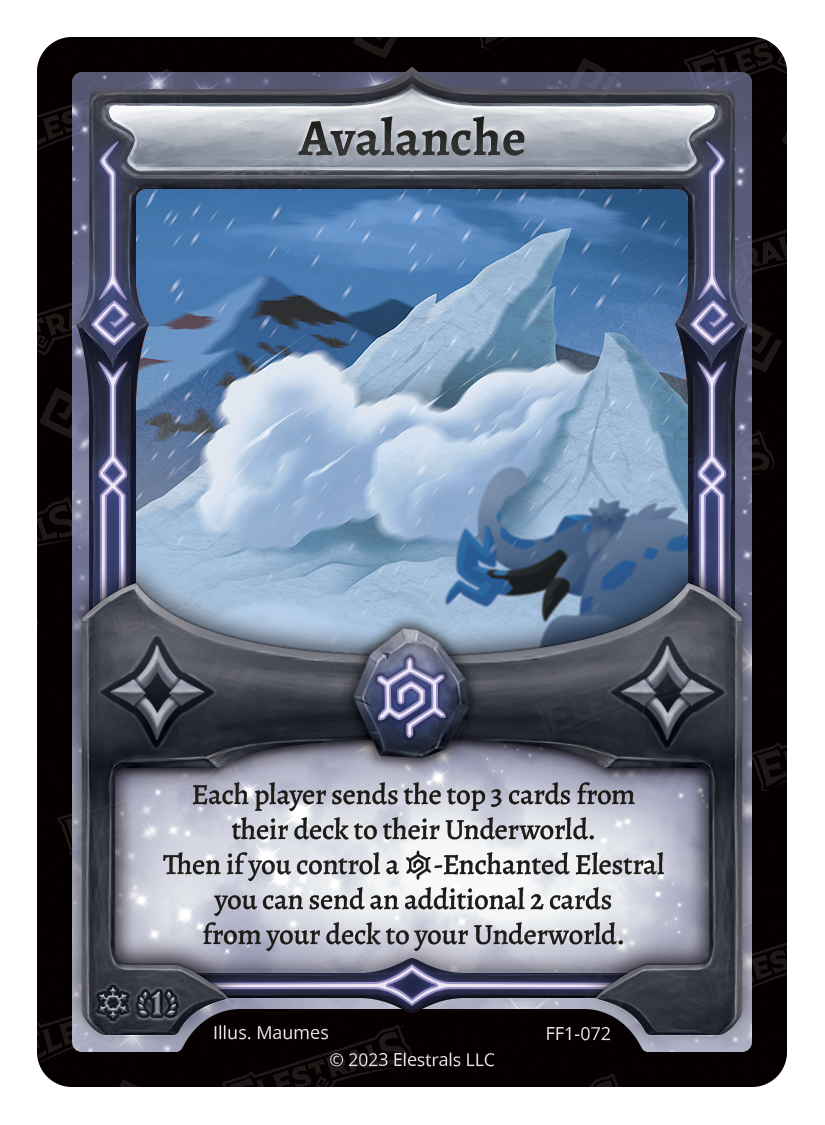 Avalanche
Each player sends the top 3 cards from
their deck to their Underworld.
Then if you control a -Enchanted Elestral
you can send an additional 2 cards
from your deck to your Underworld.
1
Illus. Maumes
FF1-072
© 2023 Elestrals LLC